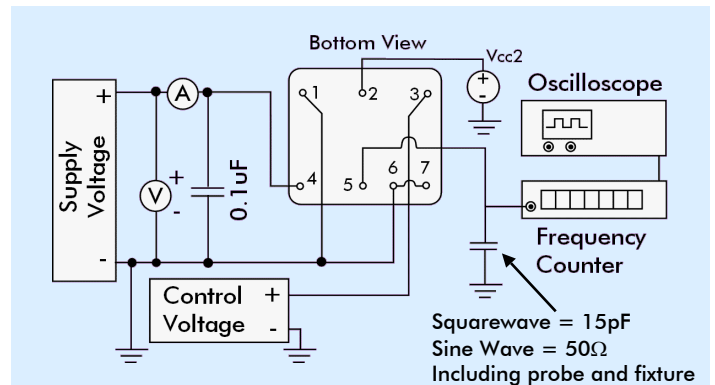 Bottom View
Vcc2
+
-
Oscilloscope
Supply
Voltage
+
-
A
V
+
-
0.1uF
1
2
3
4
5
6
7
Frequency
Counter
Control
Voltage
+
-
Squarewave = 15pF
Sine Wave = 50Ω
Including probe and fixture